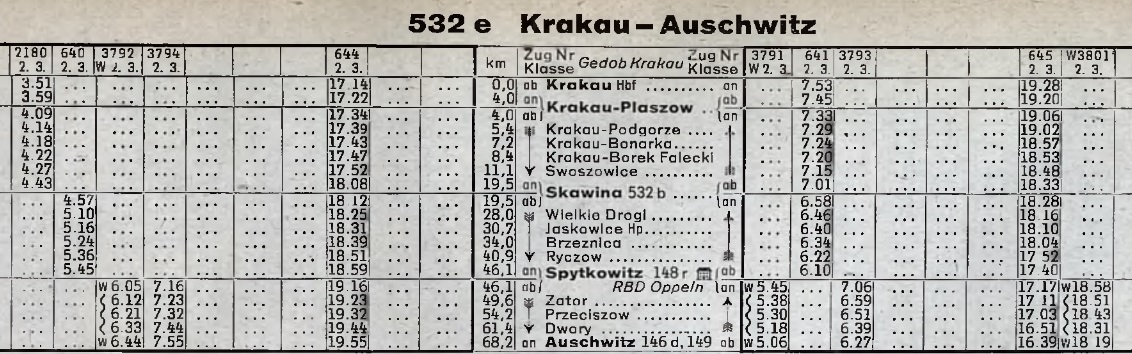 532 e Krakau – Auschwitz
2180 640 3792 3794 644 km Zug Nr Klasse Gedob Krakau Zug Nr Klasse 3791 641 3793 645 W3801
2. 3. 2. 3. W 2. 3. 2. 3. 2. 3. W 2. 3. 2. 3. 2. 3. 2. 3. 2. 3.
3.51 ... ... ... 17.14 0,0 ab Krakau Hbf .......... an ... 7.53 ... 19.28 ...
3.59 ... ... ... 17.22 4,0 an Krakau-Plaszow ... ab ... 7.45 ... 19.20 ...
4.09 ... ... ... 17.34 4,0 ab an ... 7.33 ... 19.06 ...
4.14 ... ... ... 17.39 5,4 Krakau-Podgorze .... ... 7.29 ... 19.02 ...
4.18 ... ... ... 17.43 7,2 Krakau-Bonarka...... ... 7.24 ... 18.57 ...
4.22 ... ... ... 17.47 8,4 Krakau-Borek Falecki ... 7.20 ... 18.53 ...
4.27 ... ... ... 17.52 11,1 Swoszowice .......... ... 7.15 ... 18.48 ...
4.43 ... ... ... 18.08 19,5 an Skawina 532 b ...... ab ... 7.01 ... 18.33 ...
... 4.57 ... ... 18 12 19,5 ab an ... 6.58 ... 18.28 ...
... 5.10 ... ... 18.25 28,0 Wielkie Drogi .......... ... 6.46 ... 18 16 ...
... 5.16 ... ... 18.31 30,7 Jaskowice Hp........... ... 6.40 ... 18.10 ...
... 5.24 ... ... 18.39 34,0 Brzeznica ............ ... 6.34 ... 18.04 ...
... 5.36 ... ... 18.51 40,9 Ryczow ............. ... 6.22 ... 17 52 ...
... 5.45 ... ... 18.59 46,1 an Spytkowitz 148 r ab ... 6.10 ... 17 40 ...
... ... W 6.05 7.16 19.16 46,1 ab RBD Oppeln an W 5.45 ... 7.06 17.17 W18.58
... ... 6.12 7.23 19.23 49,6 Zator ................ 5.38 ... 6.59 17 11 18 51
... ... 6.21 7.32 19.32 54,2 Przeciszow .......... 5.30 ... 6.51 17.03 18 43
... ... 6.33 7.44 19.44 61,4 Dwory .............. 5.18 ... 6.39 16.51 18.31
... ... W 6.44 7.55 19.55 68,2 an Auschwitz 146 d, 149 ab W 5.06 ... 6.27 16.39 W18 19